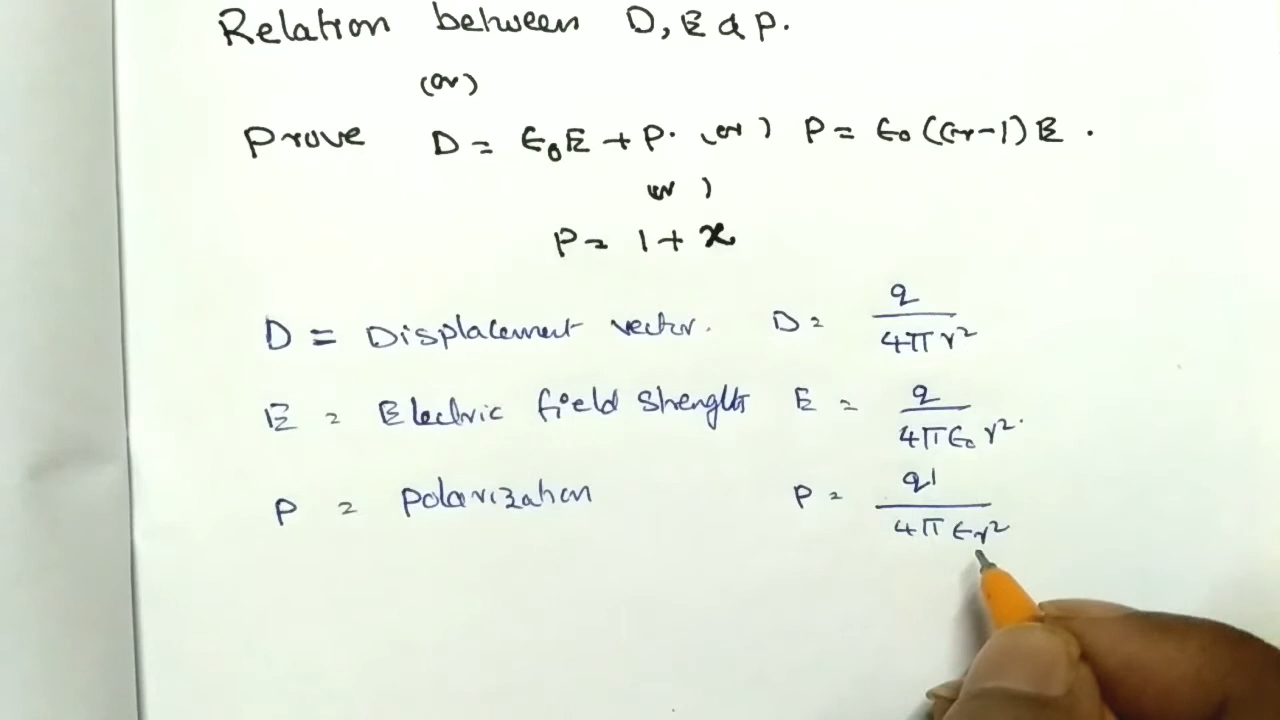 Relation between D, E & P.
(or)
Prove D = ϵ₀E + P. (or) P = ϵ₀(ϵr-1)E.
(or)
P = 1 + x
D = Displacement vector. D = q / 4πr²
E = Electric field strength E = q / 4πϵ₀r².
P = Polarization P = q' / 4πϵr²